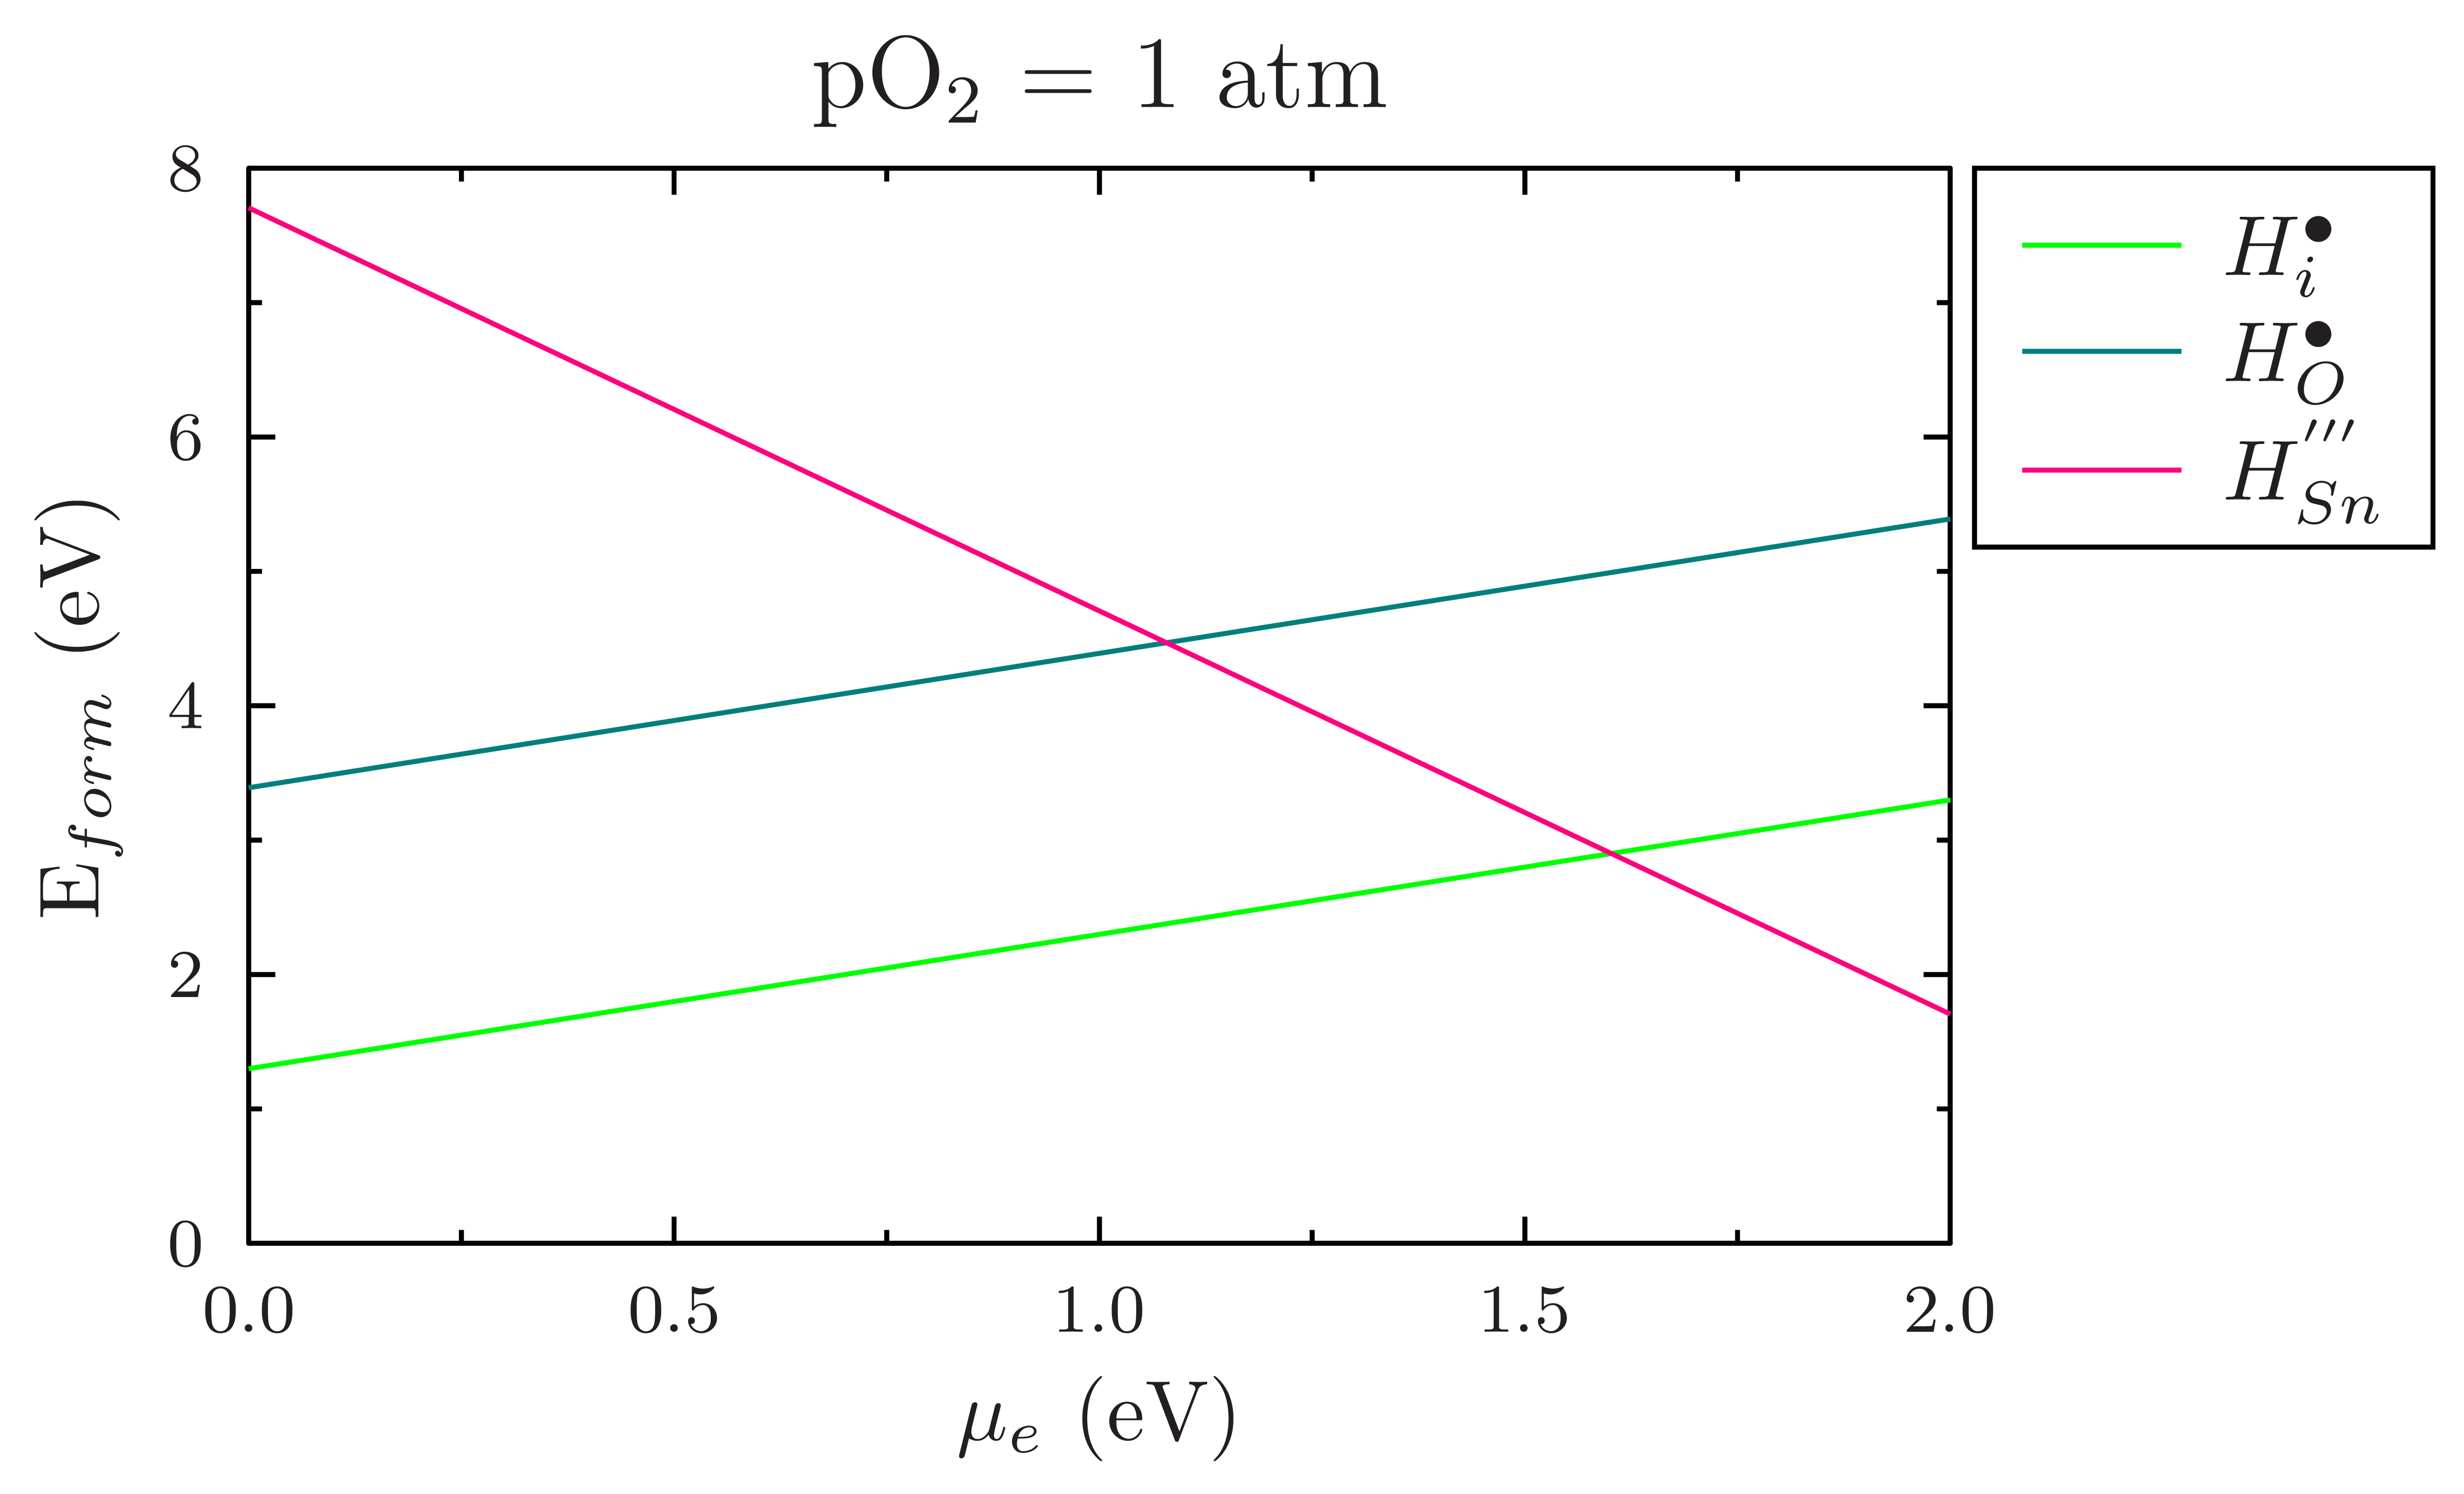 pO₂ = 1 atm
8
6
4
2
0
E_form (eV)
0.0 0.5 1.0 1.5 2.0
μ_e (eV)
H_i^•
H_O^•
H_Sn^′′′